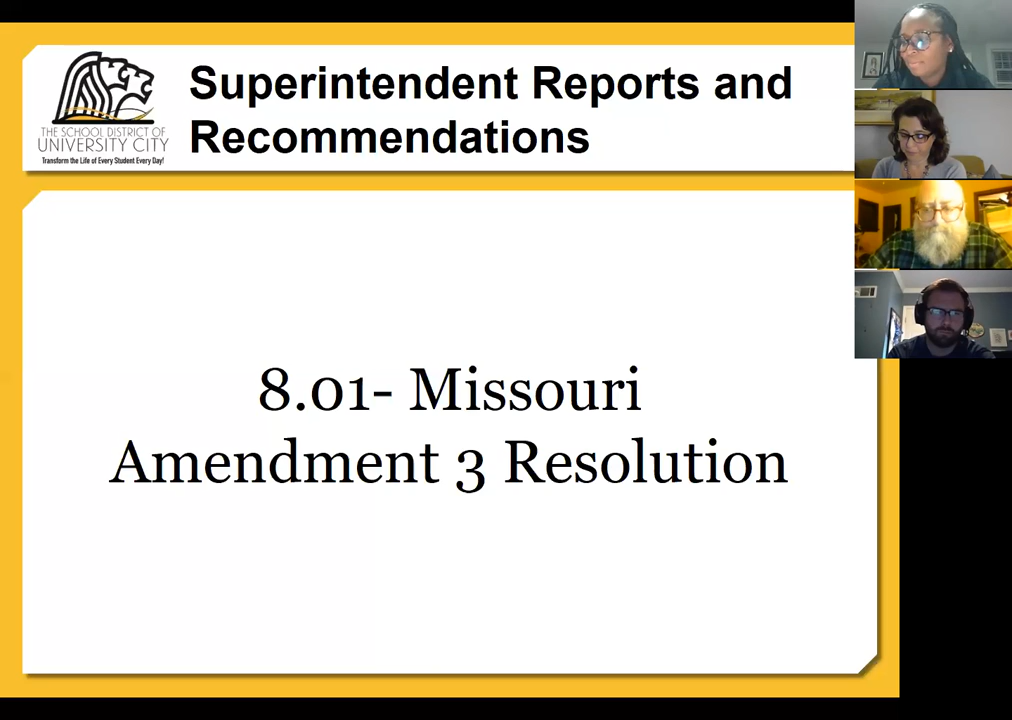 Superintendent Reports and
Recommendations
THE SCHOOL DISTRICT OF
UNIVERSITY CITY
Transform the Life of Every Student Every Day!
8.01- Missouri
Amendment 3 Resolution